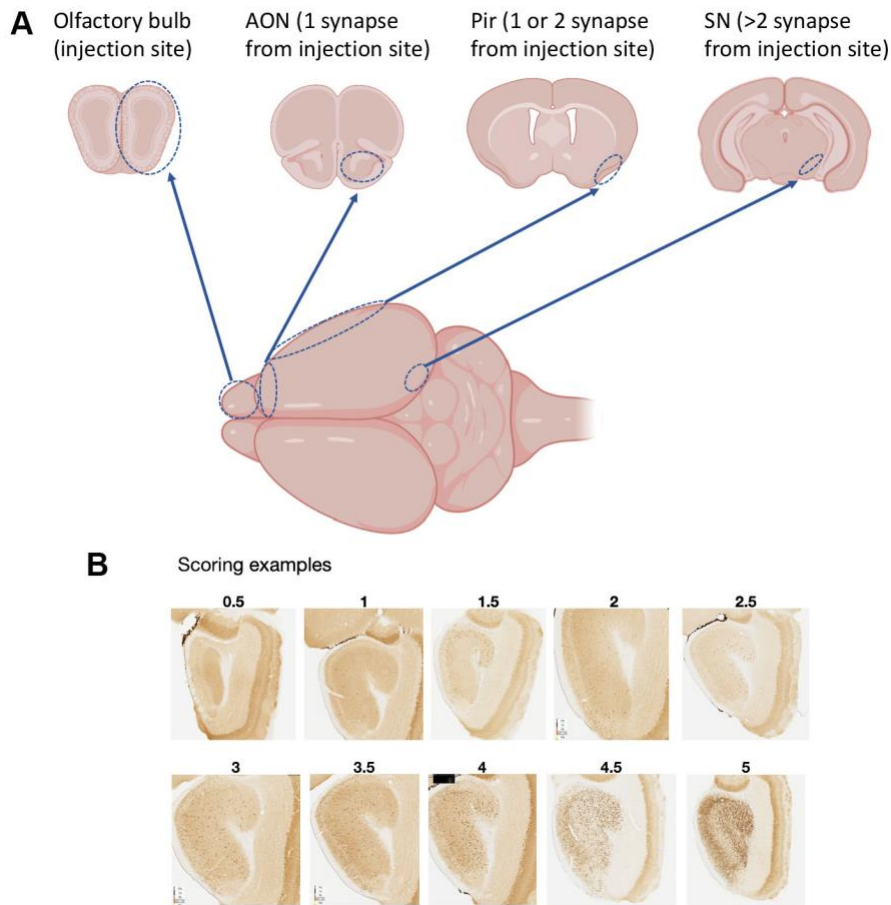 A
Olfactory bulb
(injection site)
AON (1 synapse
from injection site)
Pir (1 or 2 synapse
from injection site)
SN (>2 synapse
from injection site)
B
Scoring examples
0.5
1
1.5
2
2.5
3
3.5
4
4.5
5